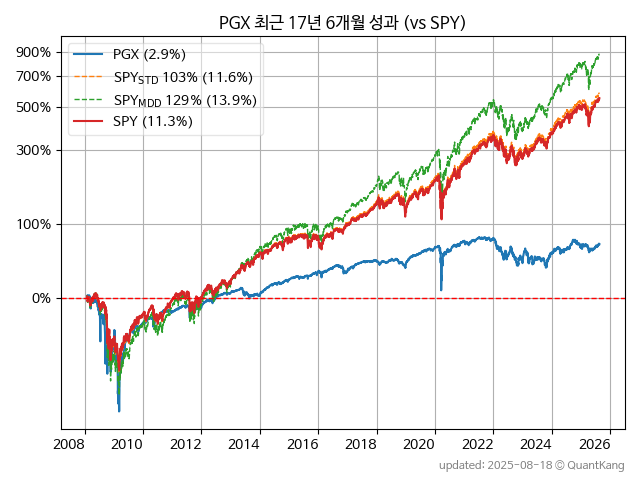 PGX 최근 17년 6개월 성과 (vs SPY)
PGX (2.9%)
SPY_STD 103% (11.6%)
SPY_MDD 129% (13.9%)
SPY (11.3%)
900%
700%
500%
300%
100%
0%
2008 2010 2012 2014 2016 2018 2020 2022 2024 2026
updated: 2025-08-18 © QuantKang